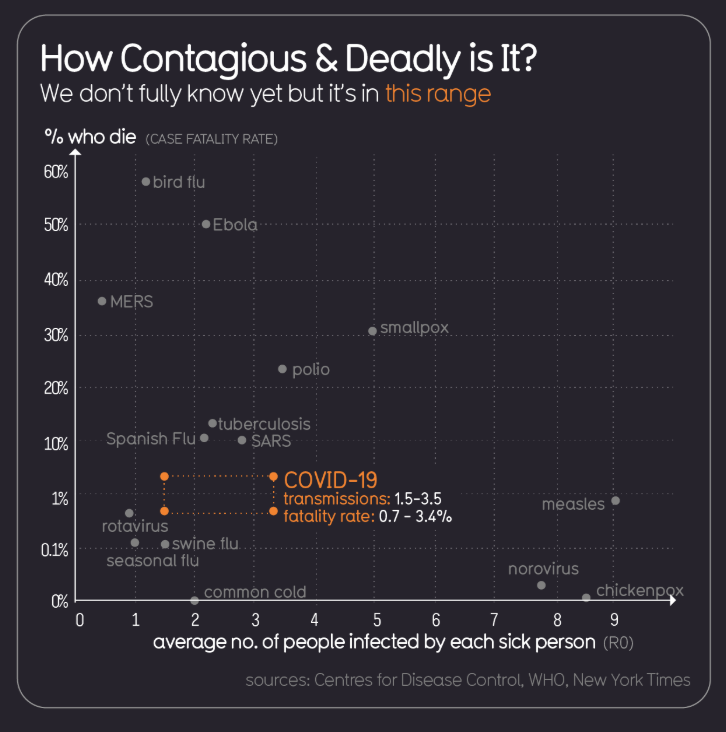 How Contagious & Deadly is It?
We don't fully know yet but it's in this range
% who die (CASE FATALITY RATE)
60%
bird flu
50%
Ebola
40%
MERS
30%
smallpox
polio
20%
tuberculosis
Spanish Flu
SARS
10%
COVID-19
transmissions: 1.5-3.5
fatality rate: 0.7 - 3.4%
1%
measles
rotavirus
swine flu
0.1%
seasonal flu
norovirus
common cold
chickenpox
0%
0 1 2 3 4 5 6 7 8 9
average no. of people infected by each sick person (R0)
sources: Centres for Disease Control, WHO, New York Times